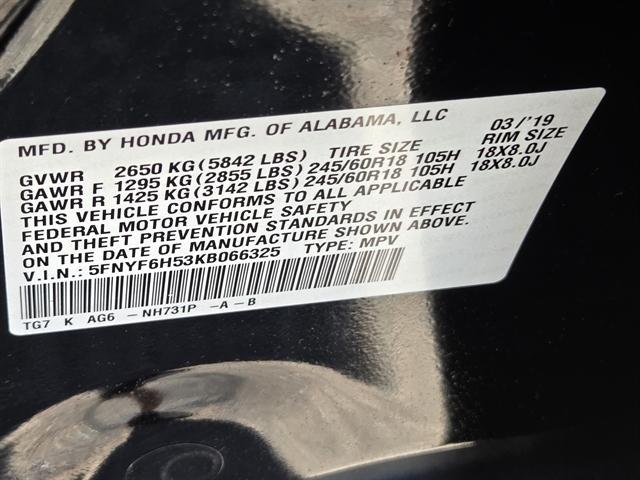 MFD. BY HONDA MFG. OF ALABAMA, LLC 03/'19
TIRE SIZE RIM SIZE
GVWR 2650 KG (5842 LBS)
GAWR F 1295 KG (2855 LBS) 245/60R18 105H 18X8.0J
GAWR R 1425 KG (3142 LBS) 245/60R18 105H 18X8.0J
THIS VEHICLE CONFORMS TO ALL APPLICABLE
FEDERAL MOTOR VEHICLE SAFETY
AND THEFT PREVENTION STANDARDS IN EFFECT
ON THE DATE OF MANUFACTURE SHOWN ABOVE.
V.I.N.: 5FNYF6H53KB066325 TYPE: MPV
TG7 K AG6 - NH731P -A-B